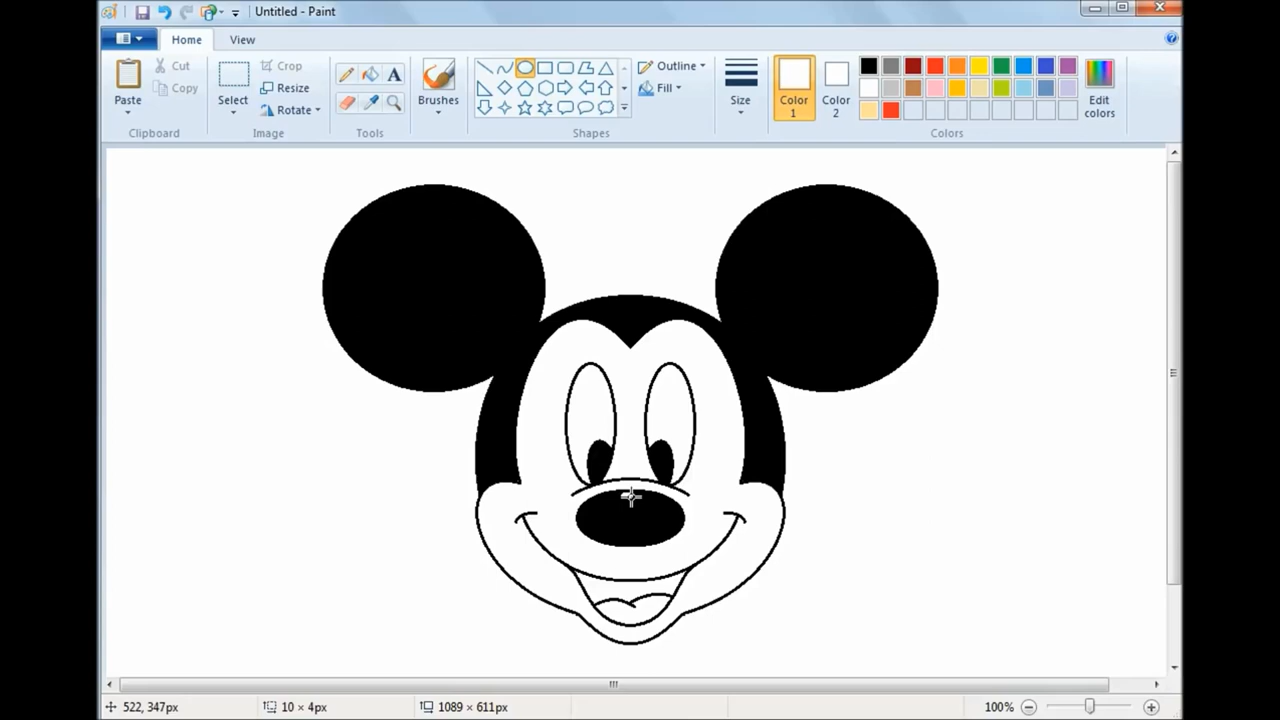 Untitled - Paint
Home View
Paste
Cut
Copy
Clipboard
Select
Crop
Resize
Rotate
Image
A
Tools
Brushes
Outline
Fill
Shapes
Size
Color 1
Color 2
Edit colors
Colors
522, 347px 10 × 4px 1089 × 611px 100%